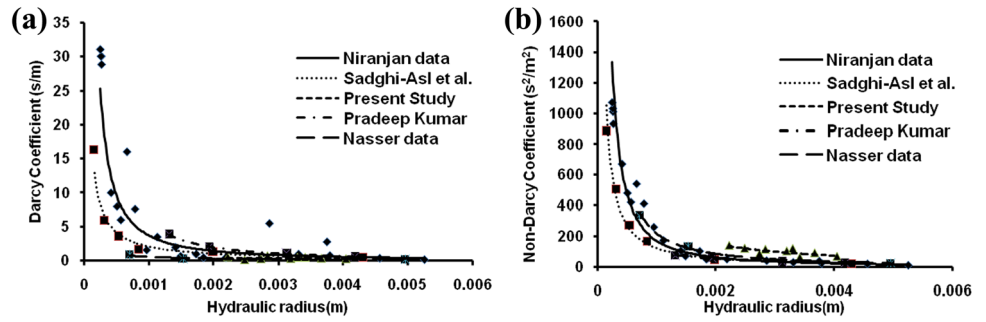 (a)
Darcy Coefficient (s/m)
35
30
25
20
15
10
5
0
Niranjan data
Sadghi-Asl et al.
Present Study
Pradeep Kumar
Nasser data
0 0.001 0.002 0.003 0.004 0.005 0.006
Hydraulic radius(m)
(b)
Non-Darcy Coefficient (s²/m²)
1600
1400
1200
1000
800
600
400
200
0
Niranjan data
Sadghi-Asl et al.
Present Study
Pradeep Kumar
Nasser data
0 0.002 0.004 0.006
Hydraulic radius(m)